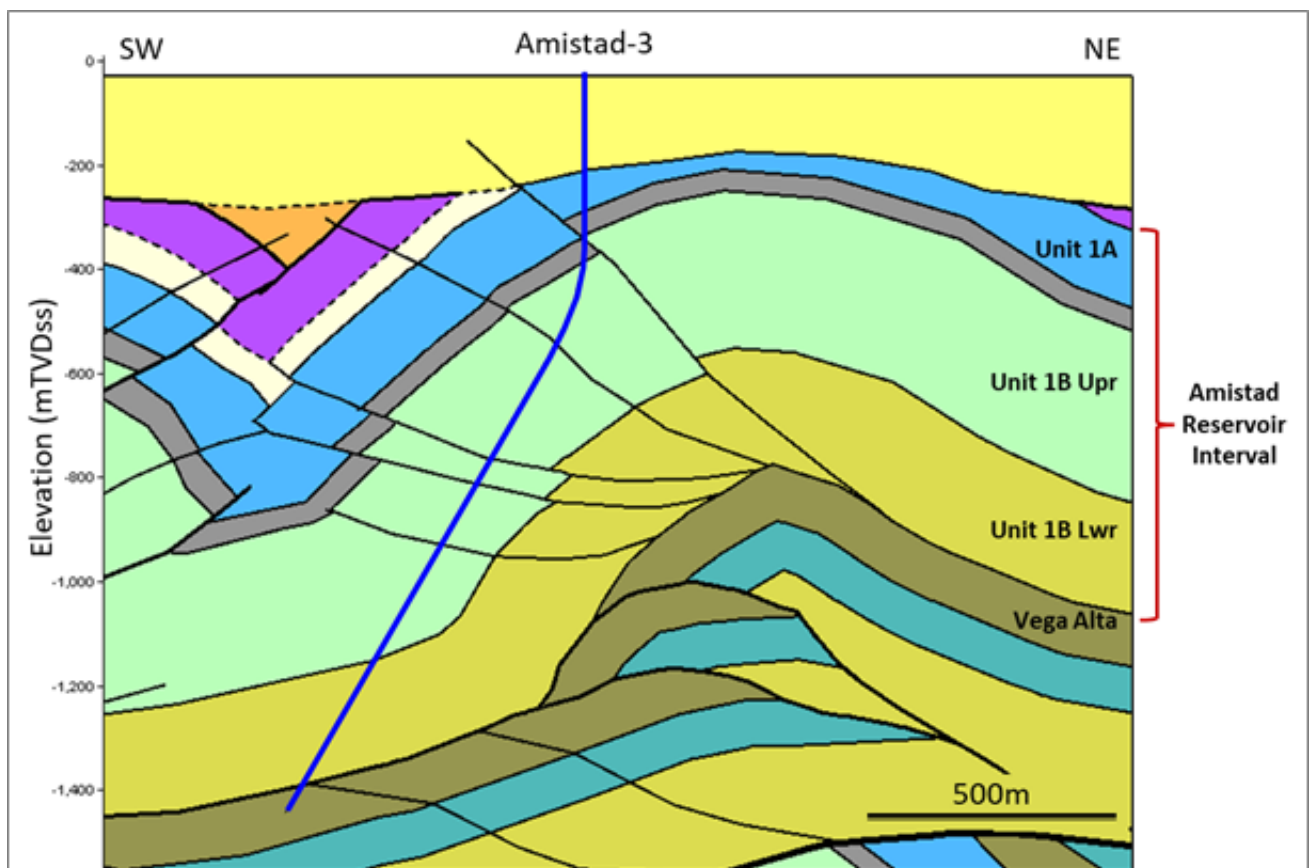 SW
Amistad-3
NE
0
-200
-400
-600
-800
-1,000
-1,200
-1,400
Elevation (mTVDss)
Unit 1A
Unit 1B Upr
Unit 1B Lwr
Vega Alta
Amistad
Reservoir
Interval
500m